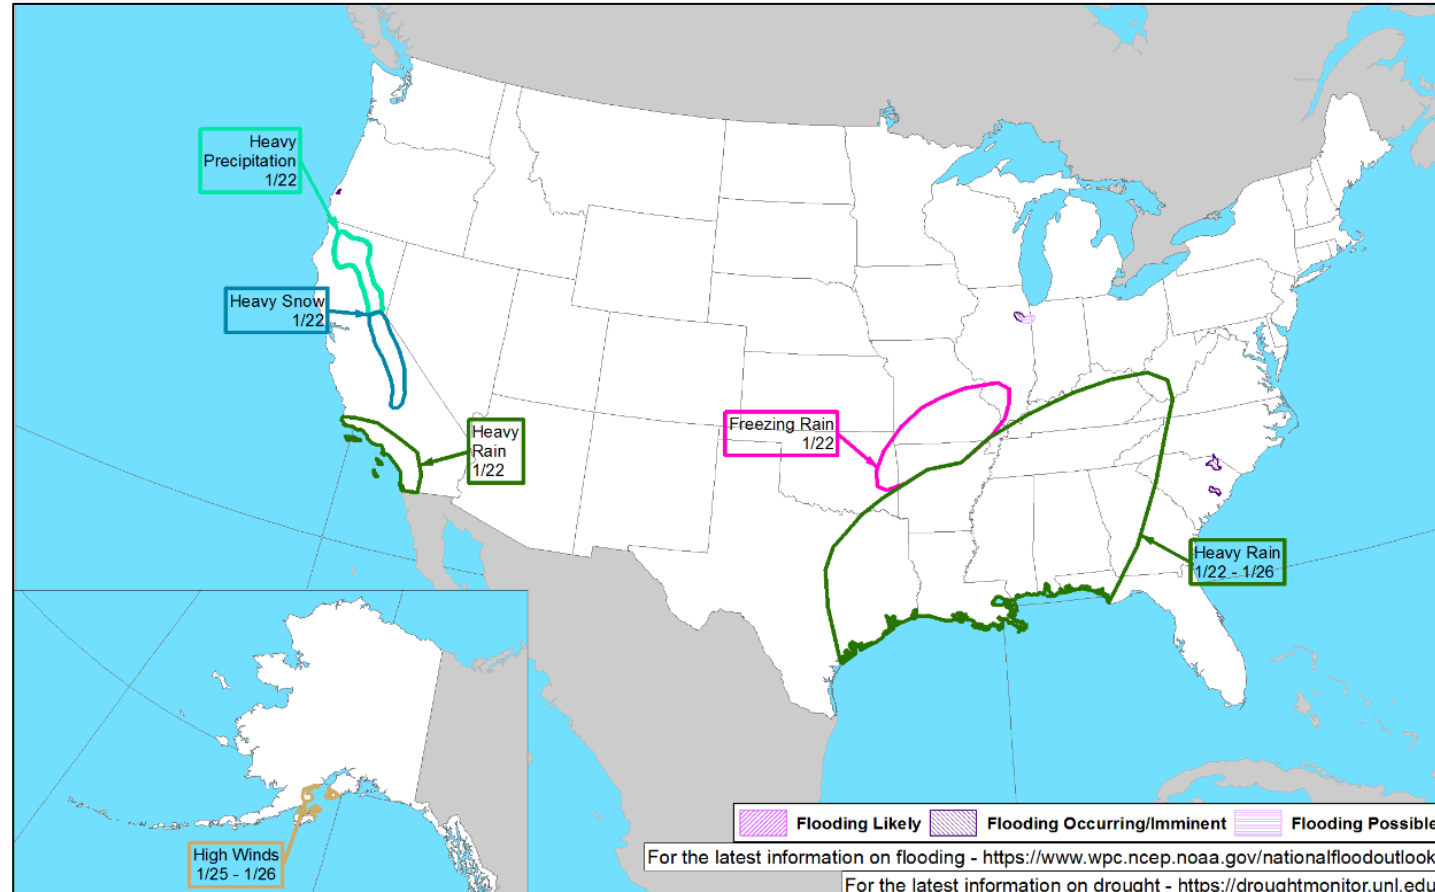 Heavy
Precipitation
1/22
Heavy Snow
1/22
Heavy
Rain
1/22
Freezing Rain
1/22
Heavy Rain
1/22 - 1/26
High Winds
1/25 - 1/26
Flooding Likely
Flooding Occurring/Imminent
Flooding Possible
For the latest information on flooding - https://www.wpc.ncep.noaa.gov/nationalfloodoutlook
For the latest information on drought - https://droughtmonitor.unl.edu